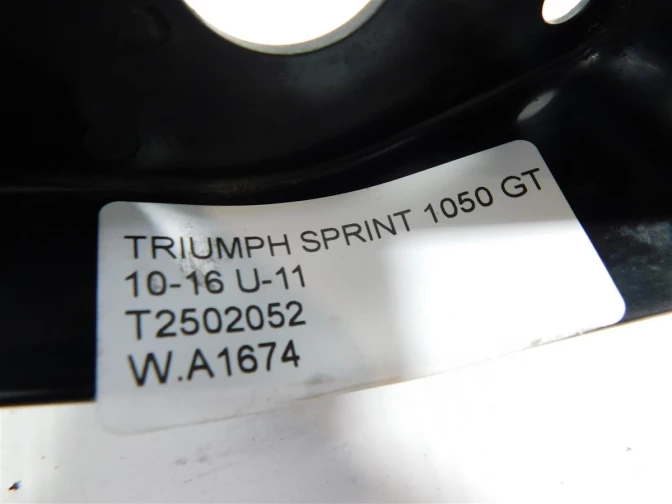 TRIUMPH SPRINT 1050 GT
10-16 U-11
T2502052
W.A1674